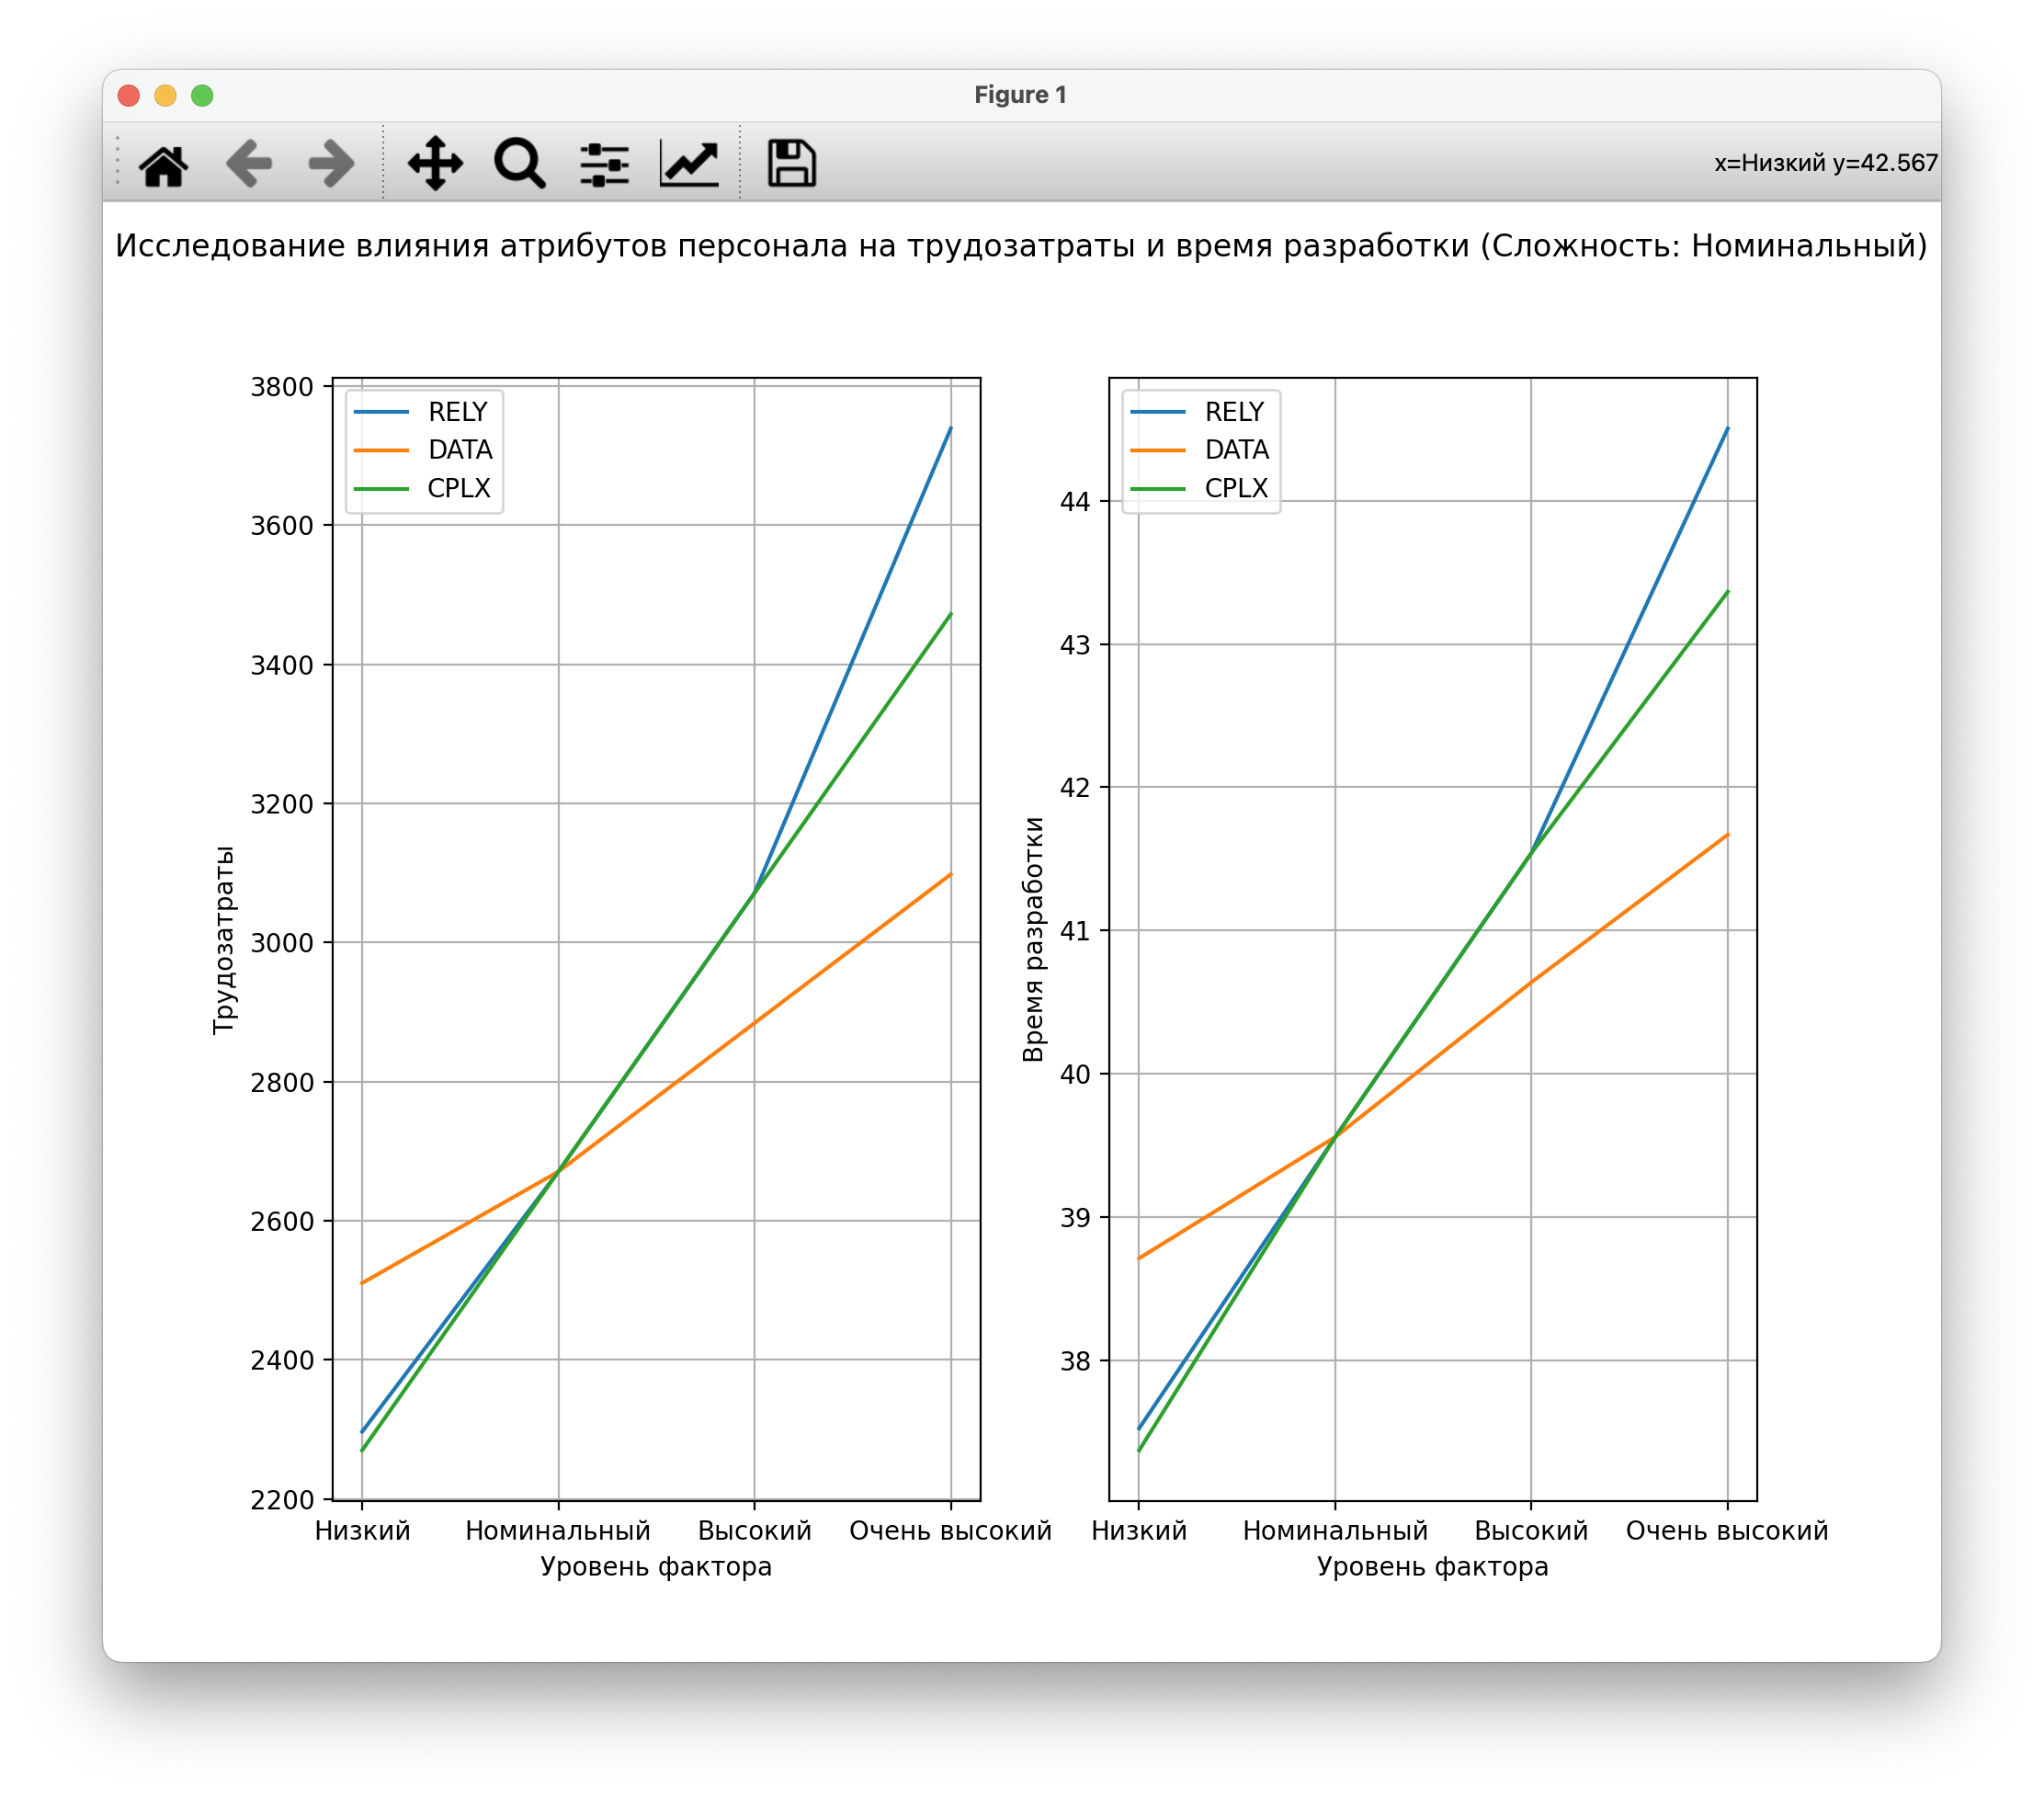 Figure 1
x=Низкий y=42.567
Исследование влияния атрибутов персонала на трудозатраты и время разработки (Сложность: Номинальный)
3800
3600
3400
3200
3000
2800
2600
2400
2200
Трудозатраты
RELY
DATA
CPLX
Низкий
Номинальный
Высокий
Очень высокий
Уровень фактора
44
43
42
41
40
39
38
Время разработки
RELY
DATA
CPLX
Низкий
Номинальный
Высокий
Очень высокий
Уровень фактора